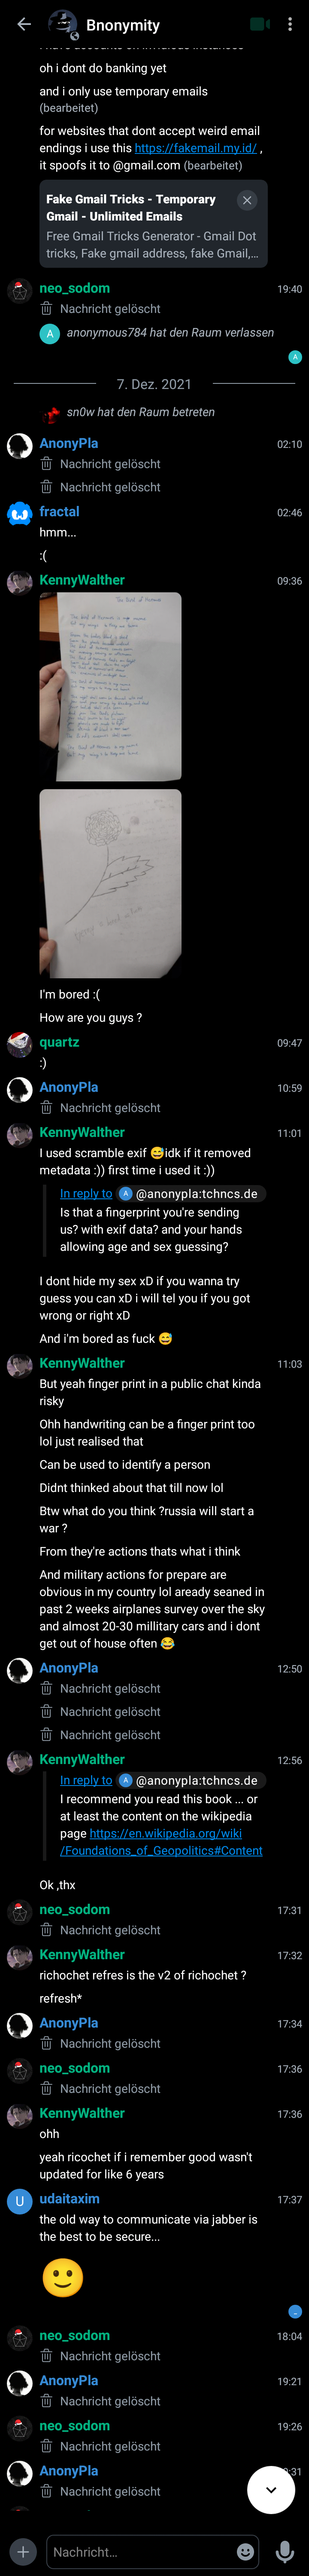 Bnonymity
oh i dont do banking yet
and i only use temporary emails
(bearbeitet)
for websites that dont accept weird email
endings i use this https://fakemail.my.id/ ,
it spoofs it to @gmail.com (bearbeitet)
Fake Gmail Tricks - Temporary
Gmail - Unlimited Emails
Free Gmail Tricks Generator - Gmail Dot
tricks, Fake gmail address, fake Gmail,...
neo_sodom 19:40
Nachricht gelöscht
A anonymous784 hat den Raum verlassen
A
7. Dez. 2021
sn0w hat den Raum betreten
AnonyPla 02:10
Nachricht gelöscht
Nachricht gelöscht
fractal 02:46
hmm...
:(
KennyWalther 09:36
I'm bored :(
How are you guys ?
quartz 09:47
:)
AnonyPla 10:59
Nachricht gelöscht
KennyWalther 11:01
I used scramble exif 😅idk if it removed
metadata :)) first time i used it :))
In reply to A @anonypla:tchncs.de
Is that a fingerprint you're sending
us? with exif data? and your hands
allowing age and sex guessing?
I dont hide my sex xD if you wanna try
guess you can xD i will tel you if you got
wrong or right xD
And i'm bored as fuck 😅
KennyWalther 11:03
But yeah finger print in a public chat kinda
risky
Ohh handwriting can be a finger print too
lol just realised that
Can be used to identify a person
Didnt thinked about that till now lol
Btw what do you think ?russia will start a
war ?
From they're actions thats what i think
And military actions for prepare are
obvious in my country lol aready seaned in
past 2 weeks airplanes survey over the sky
and almost 20-30 millitary cars and i dont
get out of house often 😂
AnonyPla 12:50
Nachricht gelöscht
Nachricht gelöscht
Nachricht gelöscht
KennyWalther 12:56
In reply to A @anonypla:tchncs.de
I recommend you read this book ... or
at least the content on the wikipedia
page https://en.wikipedia.org/wiki
/Foundations_of_Geopolitics#Content
Ok ,thx
neo_sodom 17:31
Nachricht gelöscht
KennyWalther 17:32
richochet refres is the v2 of richochet ?
refresh*
AnonyPla 17:34
Nachricht gelöscht
neo_sodom 17:36
Nachricht gelöscht
KennyWalther 17:36
ohh
yeah ricochet if i remember good wasn't
updated for like 6 years
U udaitaxim 17:37
the old way to communicate via jabber is
the best to be secure...
🙂
neo_sodom 18:04
Nachricht gelöscht
AnonyPla 19:21
Nachricht gelöscht
neo_sodom 19:26
Nachricht gelöscht
AnonyPla :31
Nachricht gelöscht
Nachricht…